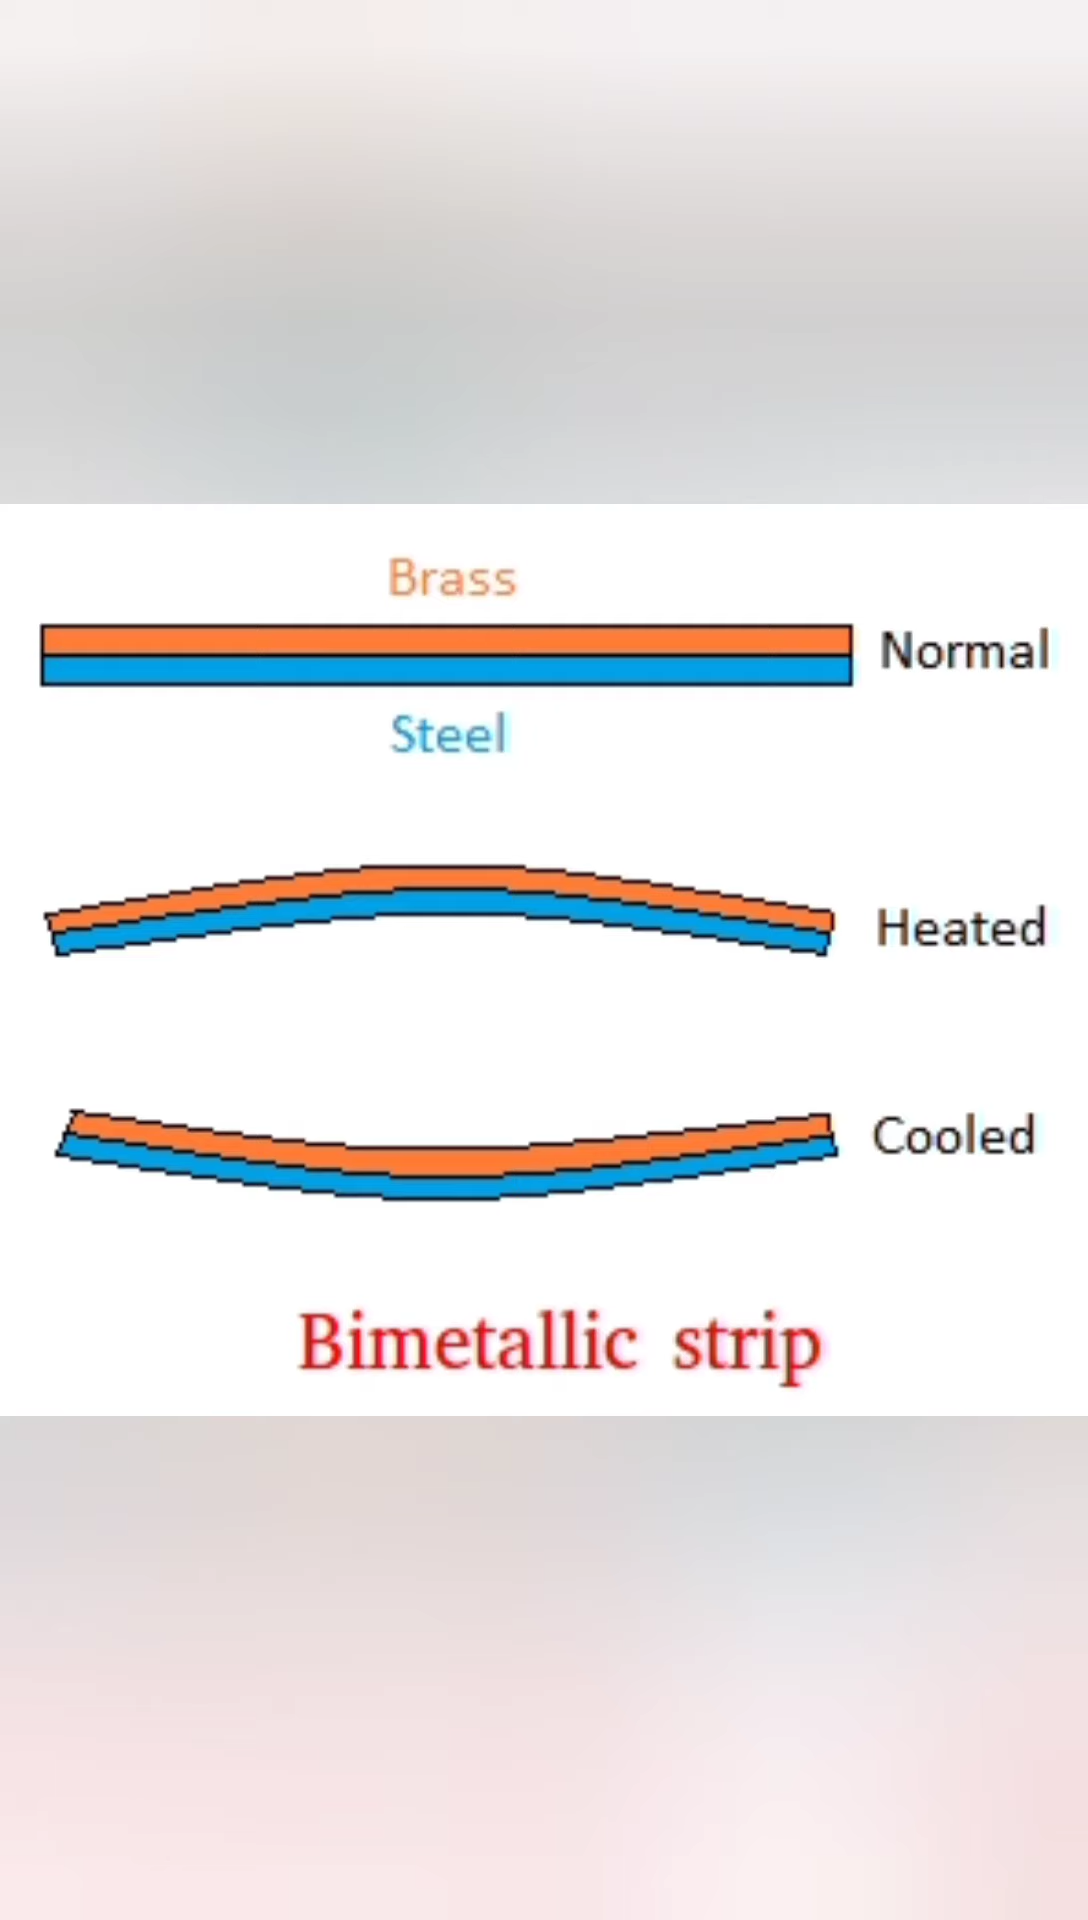 Brass
Normal
Steel
Heated
Cooled
Bimetallic strip